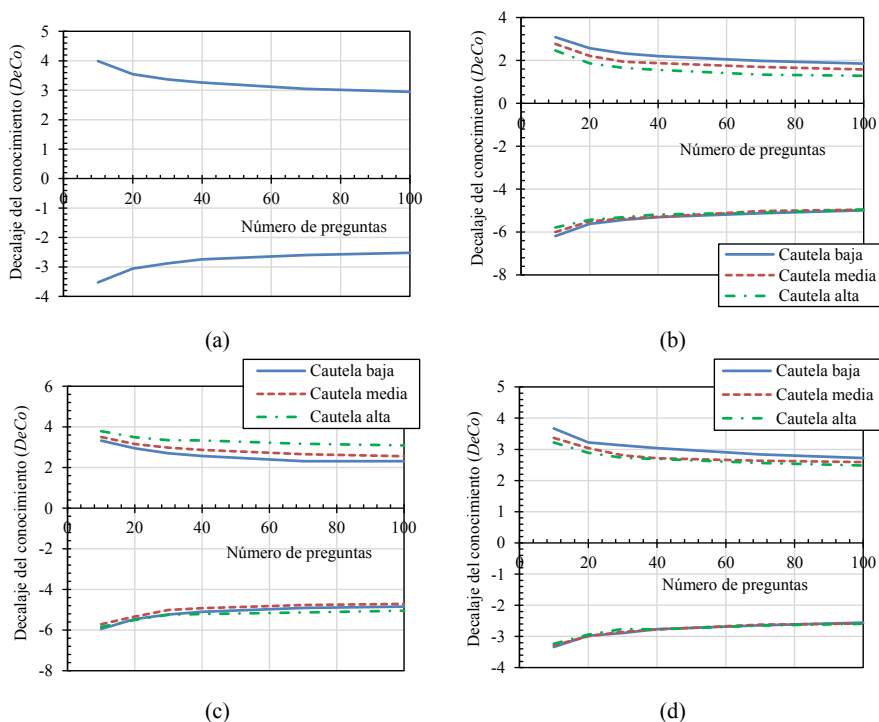 5
4
3
2
1
0
-1
-2
-3
-4
0 20 40 60 80 100
Decalaje del conocimiento (DeCo)
Número de preguntas
(a)
4
2
0
-2
-4
-6
-8
0 20 40 60 80 100
Decalaje del conocimiento (DeCo)
Número de preguntas
Cautela baja
Cautela media
Cautela alta
(b)
Cautela baja
Cautela media
Cautela alta
6
4
2
0
-2
-4
-6
-8
0 20 40 60 80 100
Decalaje del conocimiento (DeCo)
Número de preguntas
(c)
Cautela baja
Cautela media
Cautela alta
5
4
3
2
1
0
-1
-2
-3
-4
0 20 40 60 80 100
Decalaje del conocimiento (DeCo)
Número de preguntas
(d)